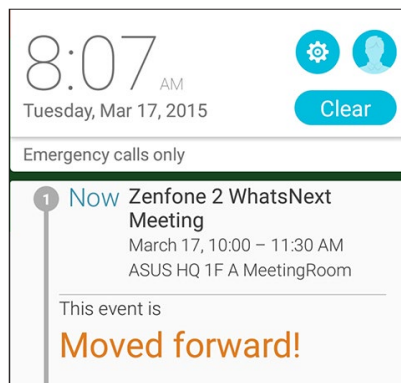 8:07 AM
Tuesday, Mar 17, 2015
Clear
Emergency calls only
1 Now Zenfone 2 WhatsNext
Meeting
March 17, 10:00 – 11:30 AM
ASUS HQ 1F A MeetingRoom
This event is
Moved forward!